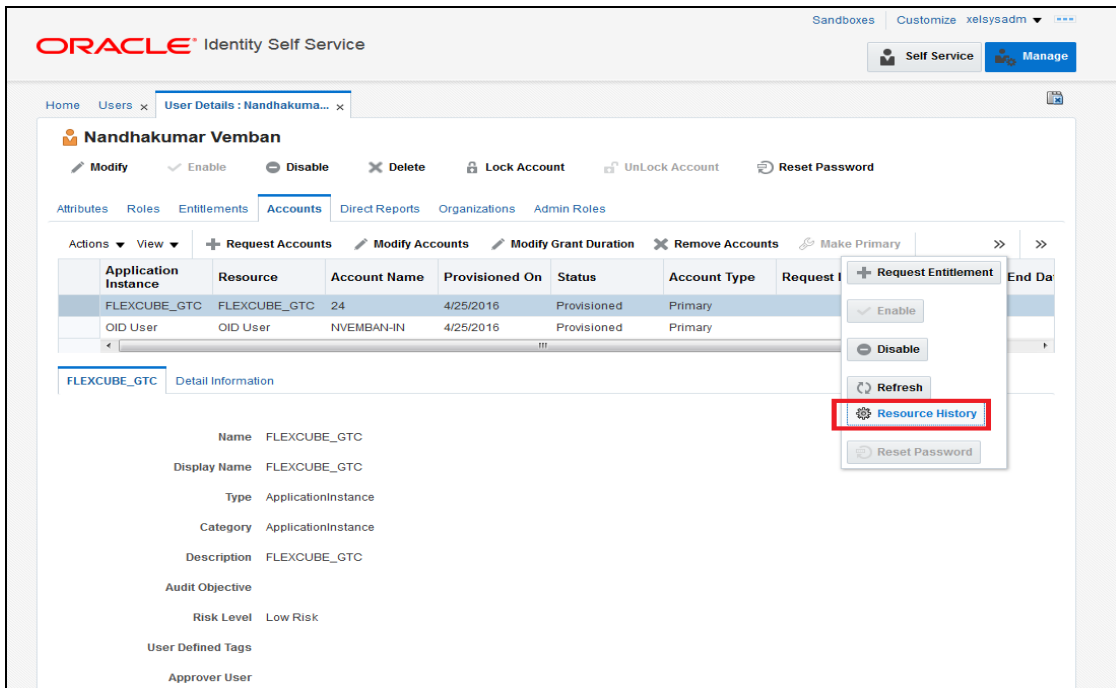 Sandboxes Customize xelsysadm
ORACLE Identity Self Service
Self Service Manage
Home Users x User Details : Nandhakuma... x
Nandhakumar Vemban
Modify Enable Disable Delete Lock Account UnLock Account Reset Password
Attributes Roles Entitlements Accounts Direct Reports Organizations Admin Roles
Actions View Request Accounts Modify Accounts Modify Grant Duration Remove Accounts Make Primary » »
Application Instance Resource Account Name Provisioned On Status Account Type Request End Da
FLEXCUBE_GTC FLEXCUBE_GTC 24 4/25/2016 Provisioned Primary
OID User OID User NVEMBAN-IN 4/25/2016 Provisioned Primary
Request Entitlement
Enable
Disable
Refresh
Resource History
Reset Password
FLEXCUBE_GTC Detail Information
Name FLEXCUBE_GTC
Display Name FLEXCUBE_GTC
Type ApplicationInstance
Category ApplicationInstance
Description FLEXCUBE_GTC
Audit Objective
Risk Level Low Risk
User Defined Tags
Approver User